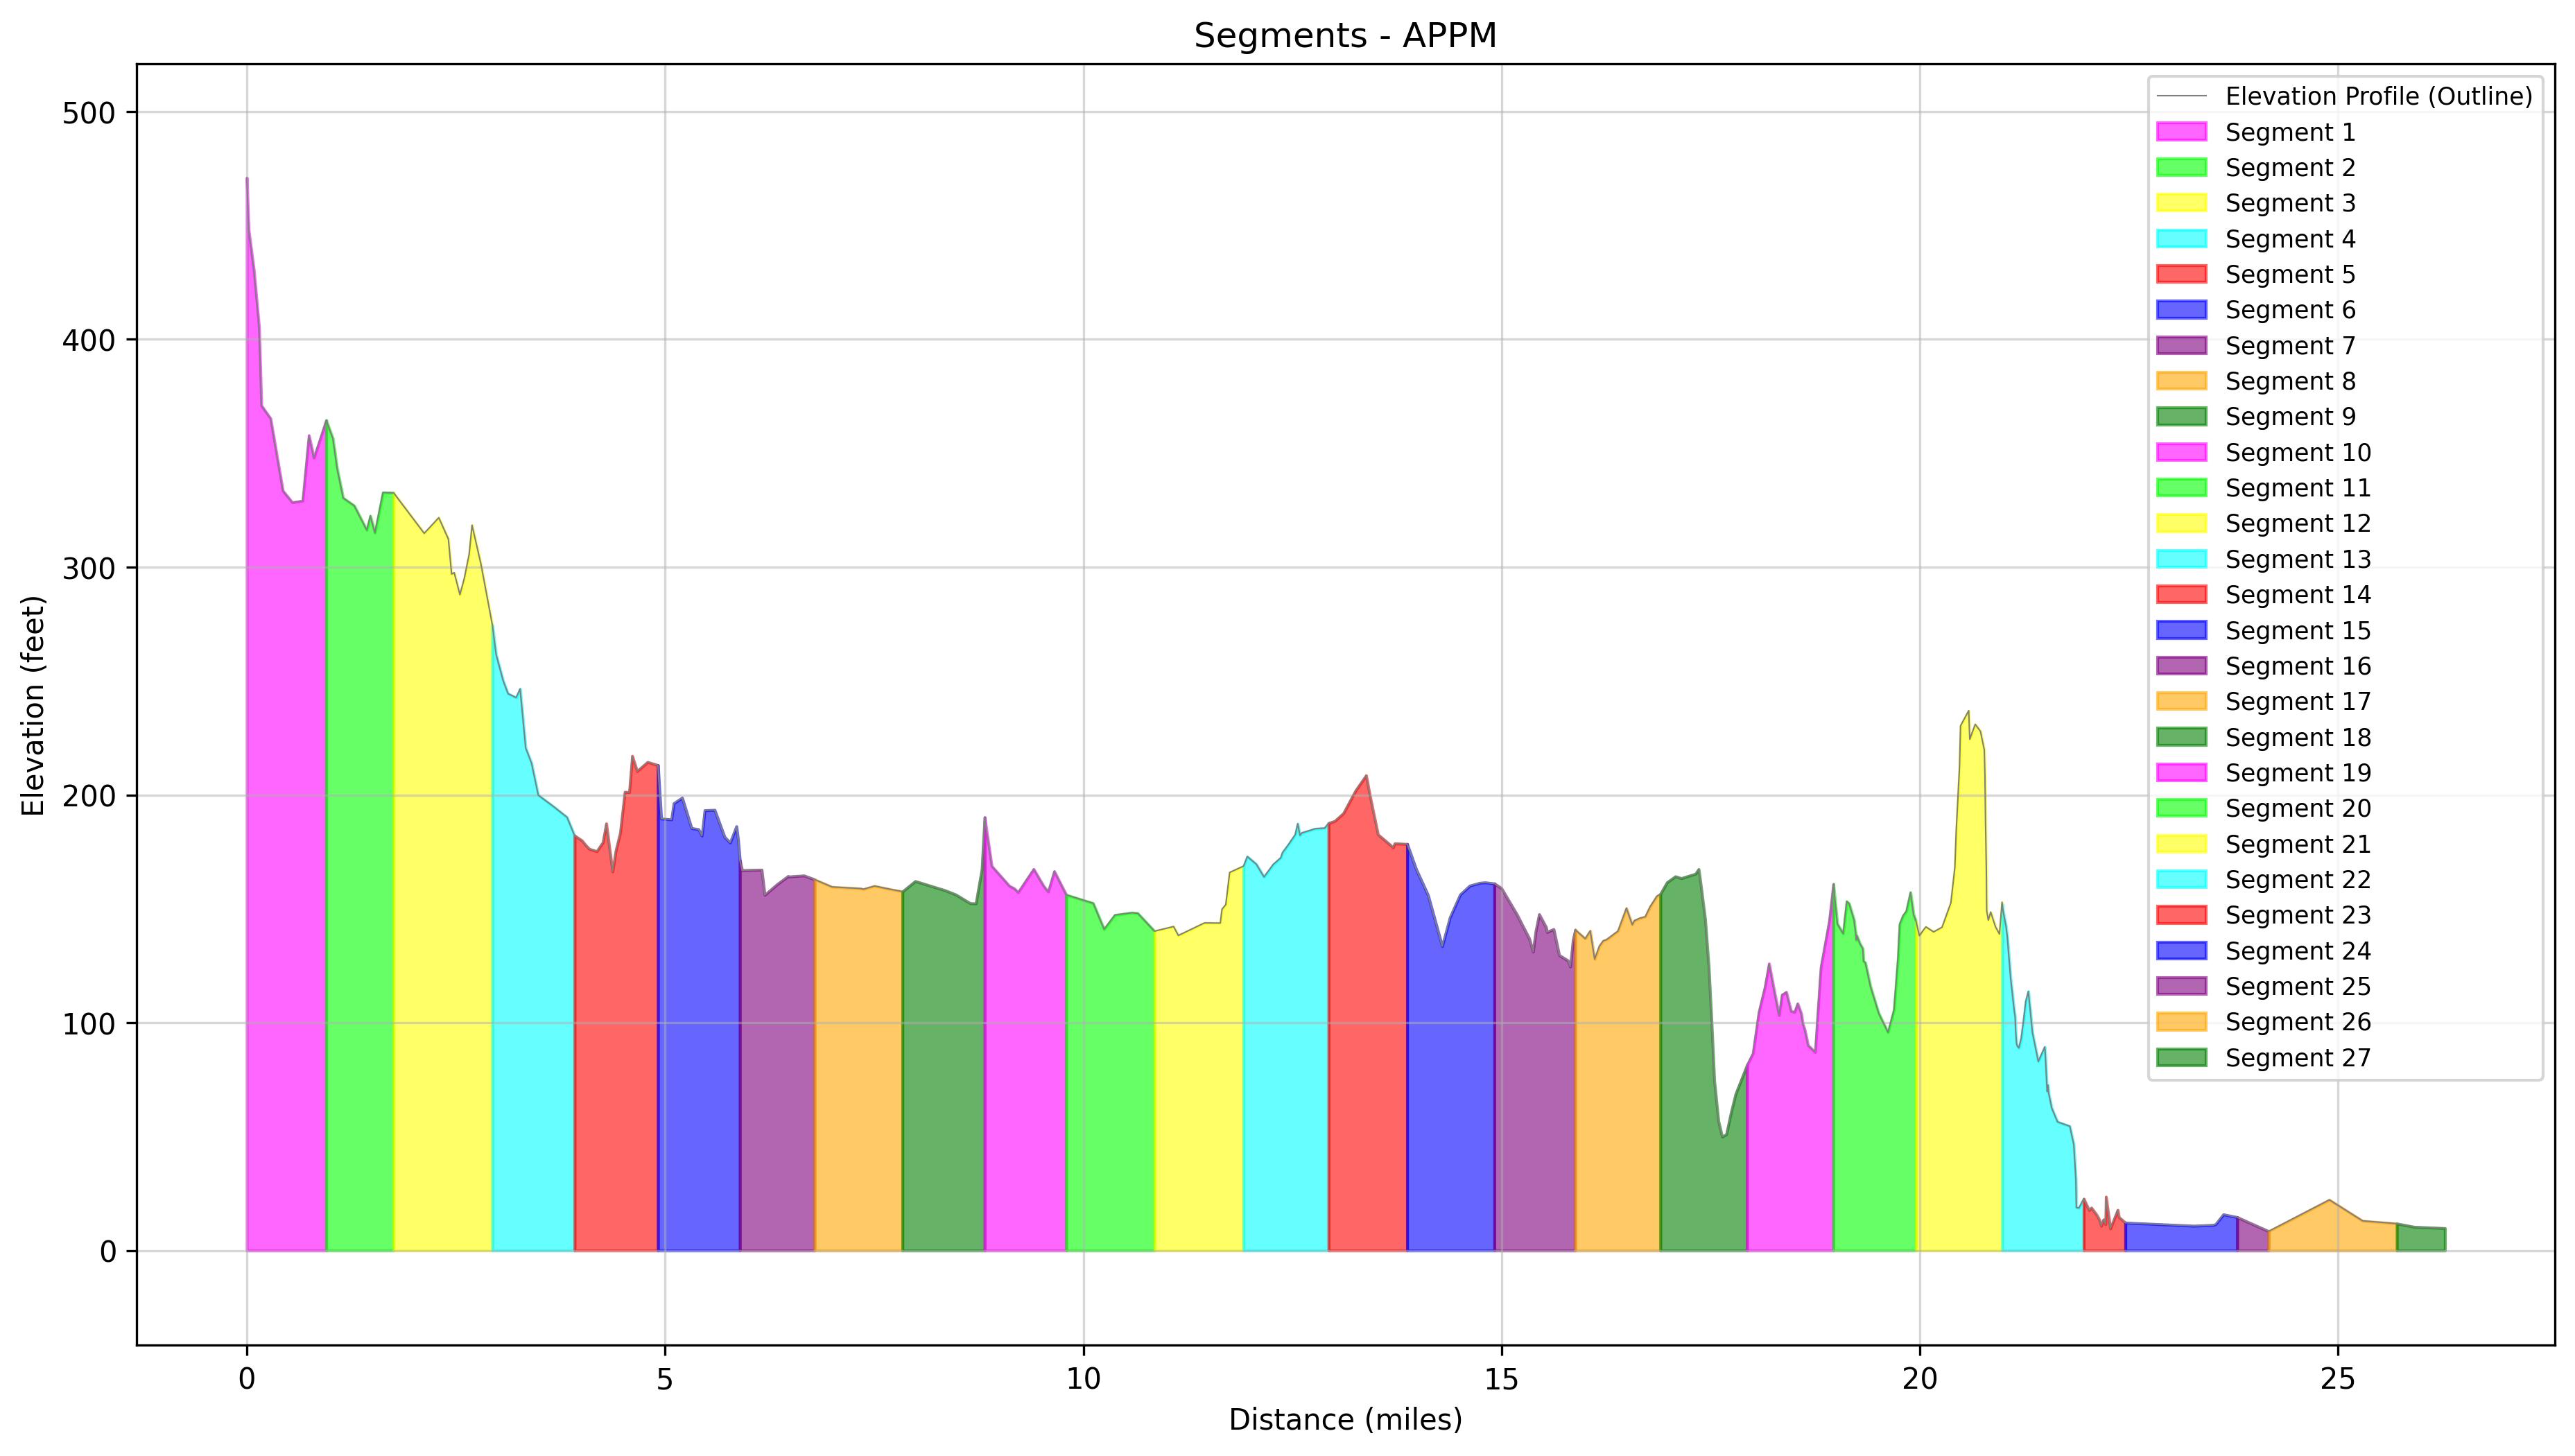 Segments - APPM
Elevation (feet)
500
400
300
200
100
0
0 5 10 15 20 25
Distance (miles)
Elevation Profile (Outline)
Segment 1
Segment 2
Segment 3
Segment 4
Segment 5
Segment 6
Segment 7
Segment 8
Segment 9
Segment 10
Segment 11
Segment 12
Segment 13
Segment 14
Segment 15
Segment 16
Segment 17
Segment 18
Segment 19
Segment 20
Segment 21
Segment 22
Segment 23
Segment 24
Segment 25
Segment 26
Segment 27